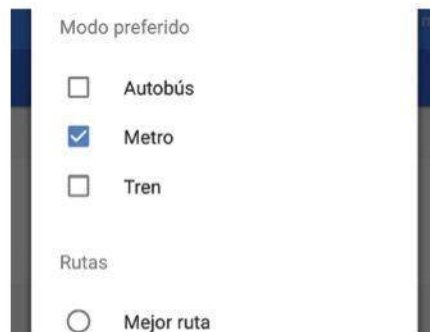 Modo preferido
Autobús
Metro
Tren
Rutas
Mejor ruta